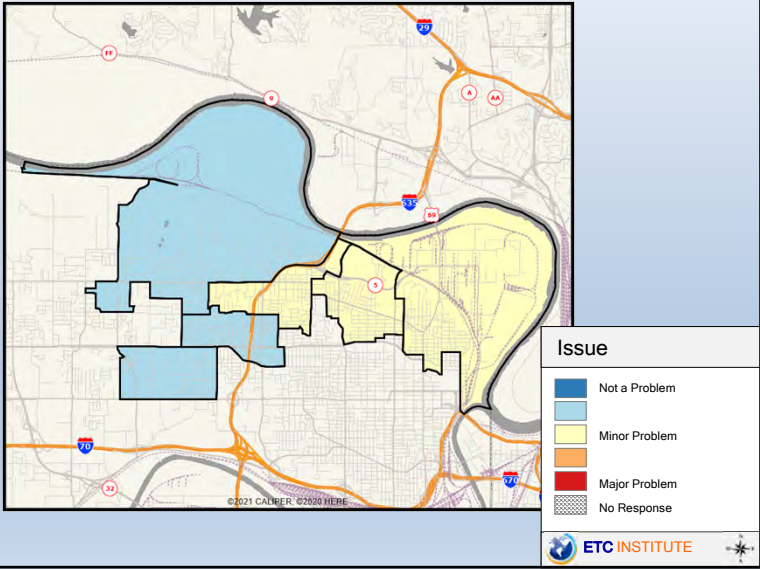 29
FF
A
AA
9
635
69
5
70
32
670
©2021 CALIPER; ©2020 HERE
Issue
Not a Problem
Minor Problem
Major Problem
No Response
ETC INSTITUTE